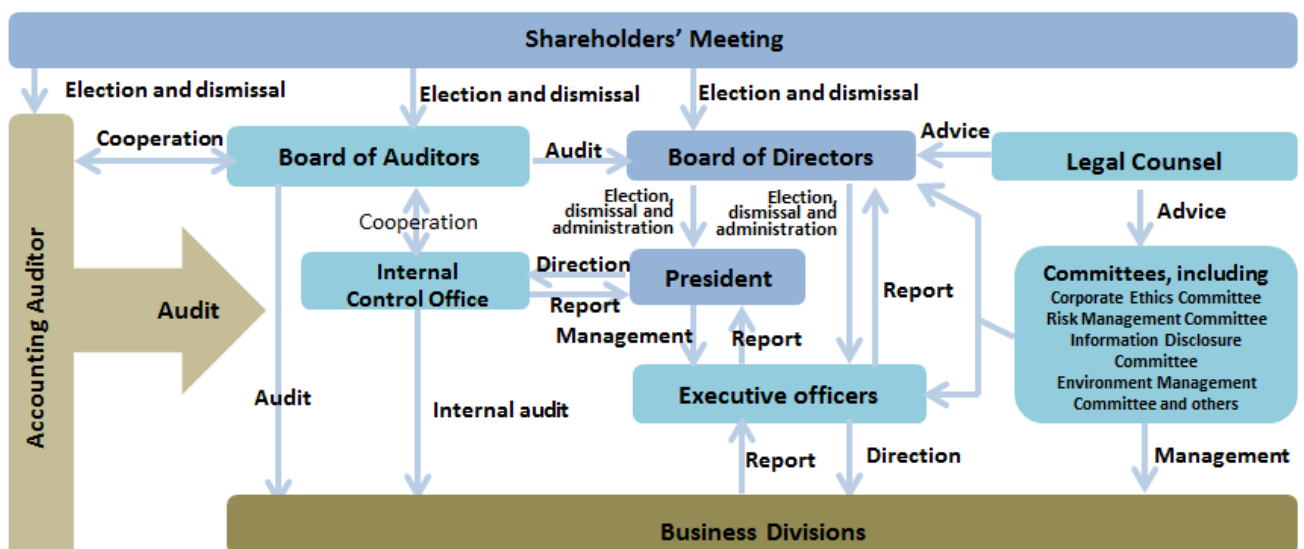 Shareholders’ Meeting
Election and dismissal
Election and dismissal
Election and dismissal
Cooperation
Board of Auditors
Audit
Board of Directors
Advice
Legal Counsel
Accounting Auditor
Cooperation
Election,
dismissal and
administration
Election,
dismissal and
administration
Advice
Audit
Internal
Control Office
Direction
Report
President
Report
Committees, including
Corporate Ethics Committee
Risk Management Committee
Information Disclosure
Committee
Environment Management
Committee and others
Management
Report
Audit
Internal audit
Executive officers
Report
Direction
Management
Business Divisions